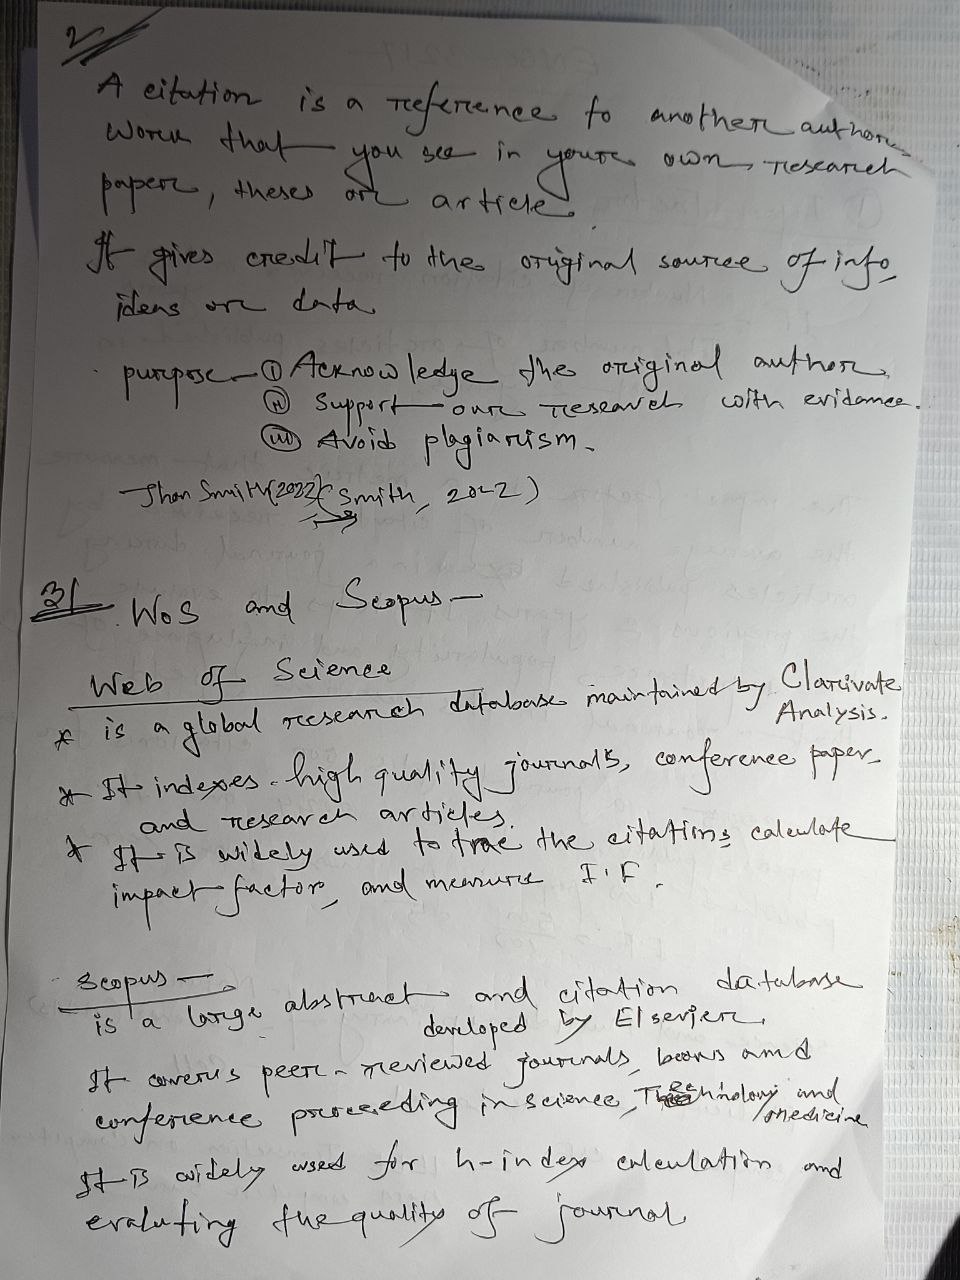 2
A citation is a reference to another author
work that you see in your own research
paper, theses or article.
It gives credit to the original source of info,
ideas or data
purpose - (i) Acknowledge the original author.
(ii) Support our research with evidence.
(iii) Avoid plagiarism.
Jhon Smith (2022) (Smith, 2022)
3/ WoS and Scopus -
Web of Science
* is a global research database maintained by Clarivate
Analysis.
* It indexes high quality journals, conference paper
and research articles.
* It is widely used to the citations calculate
impact factor, and measure I.F.
Scopus -
is a large abstract and citation database
developed by Elsevier.
It covers peer-reviewed journals, books and
conference proceeding in science, Technology and
medicine
It is widely used for h-index calculation and
evaluting the quality of journal